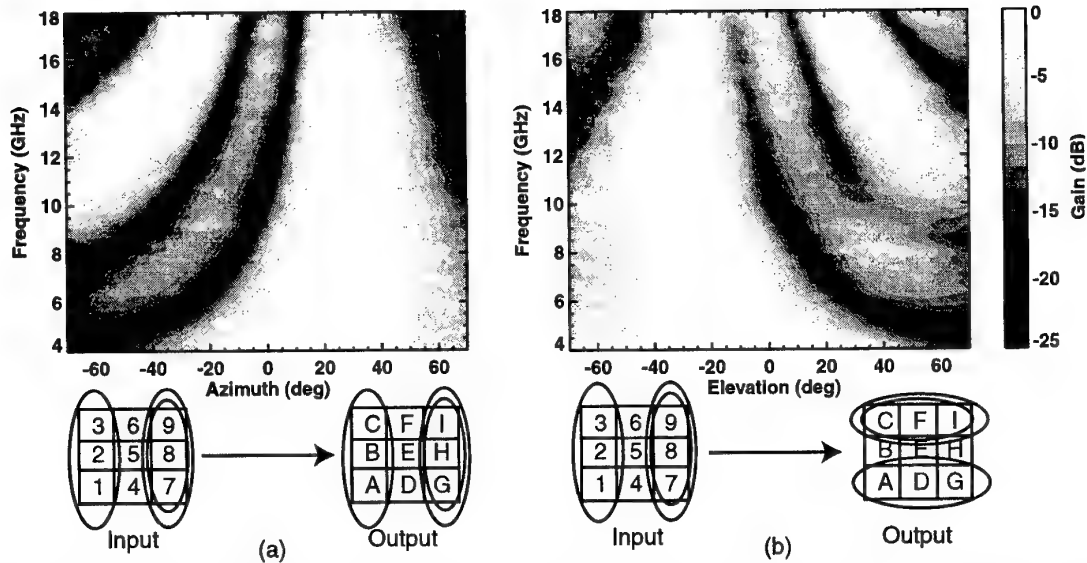 18
16
14
12
10
8
6
4
Frequency (GHz)
-60 -40 -20 0 20 40 60
Azimuth (deg)
18
16
14
12
10
8
6
4
Frequency (GHz)
-60 -40 -20 0 20 40 60
Elevation (deg)
0
-5
-10
-15
-20
-25
Gain (dB)
3 6 9
2 5 8
1 4 7
Input
(a)
C F I
B E H
A D G
Output
3 6 9
2 5 8
1 4 7
Input
(b)
C F I
B E H
A D G
Output